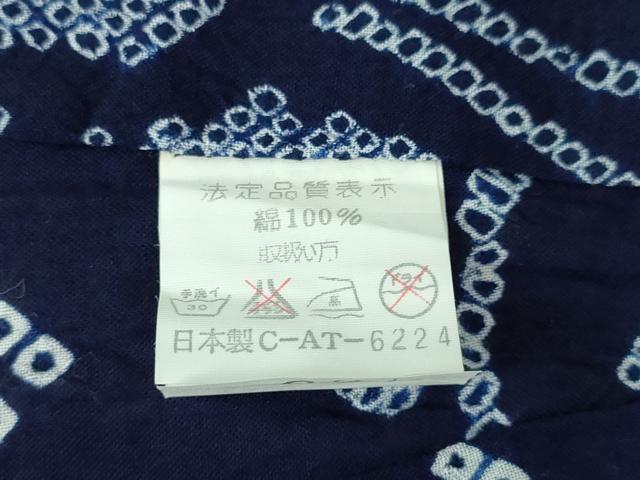 法定品質表示
綿100%
取扱い方
手洗イ 30 高 ドライ
日本製C-AT-6224